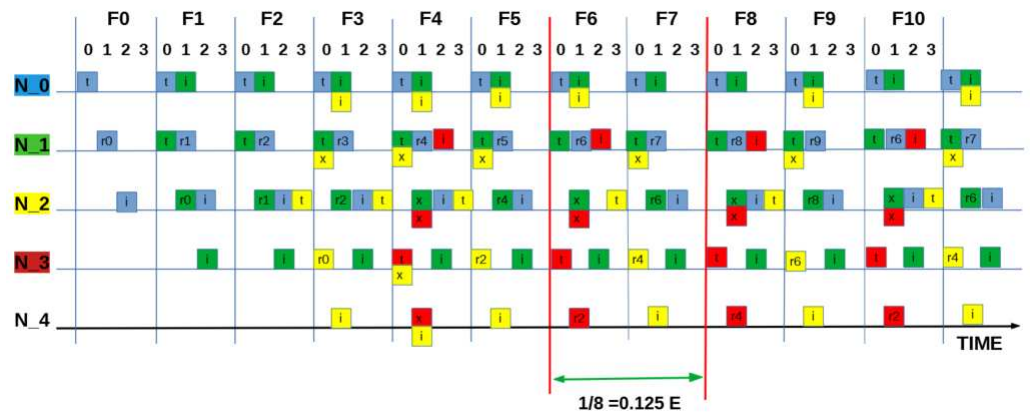 F0 F1 F2 F3 F4 F5 F6 F7 F8 F9 F10
0 1 2 3 0 1 2 3 0 1 2 3 0 1 2 3 0 1 2 3 0 1 2 3 0 1 2 3 0 1 2 3 0 1 2 3 0 1 2 3 0 1 2 3
N_0 t t i t i t i t i t i t i t i t i t i t i t i
i i i i i i
N_1 r0 t r1 t r2 t r3 t r4 i t r5 t r6 i t r7 t r8 i t r9 t r6 i t r7
x x x x x x
N_2 i r0 i r1 i t r2 i t x i t r4 i x t r6 i x i t r8 i x i t r6 i
x x x x
N_3 i i r0 i t i r2 i t i r4 i t i r6 i t i r4 i
x
N_4 i x i r2 i r4 i r2 i
i
TIME
1/8 =0.125 E